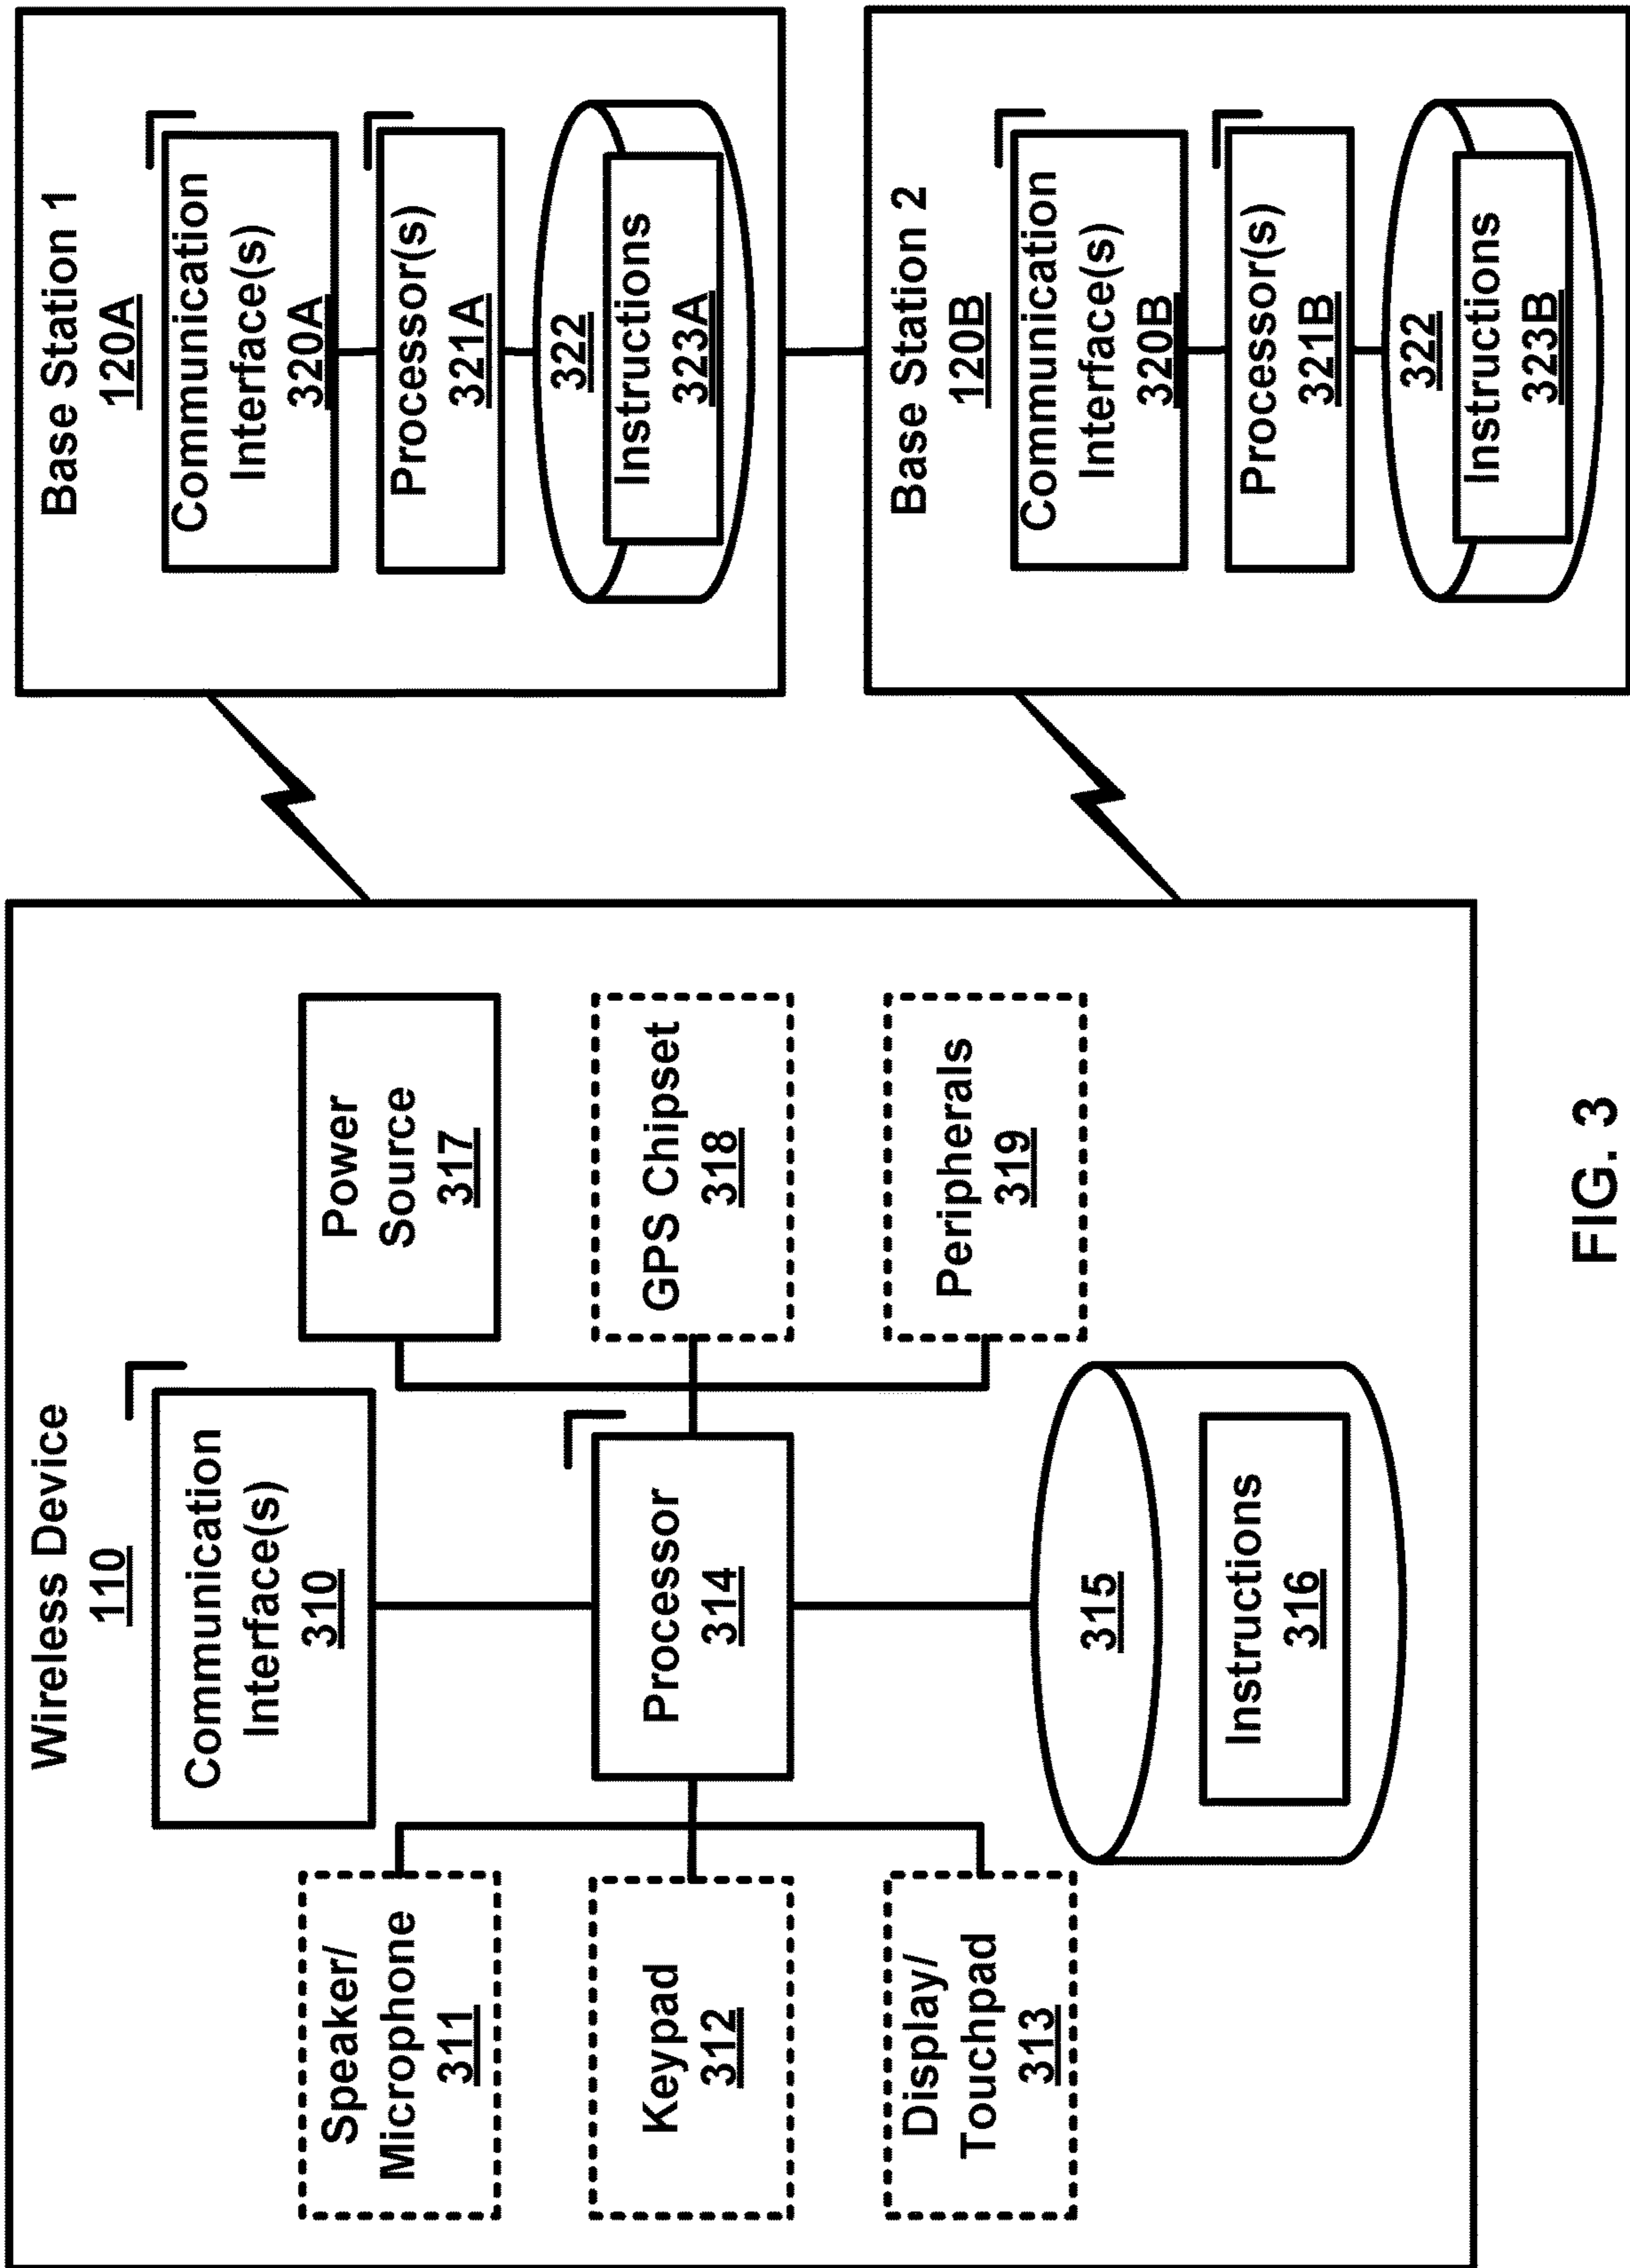 Wireless Device
110
Communication
Interface(s)
310
Speaker/
Microphone
311
Power
Source
317
Keypad
312
Processor
314
GPS Chipset
318
Display/
Touchpad
313
Peripherals
319
315
Instructions
316
Base Station 1
120A
Communication
Interface(s)
320A
Processor(s)
321A
322
Instructions
323A
Base Station 2
120B
Communication
Interface(s)
320B
Processor(s)
321B
322
Instructions
323B
FIG. 3